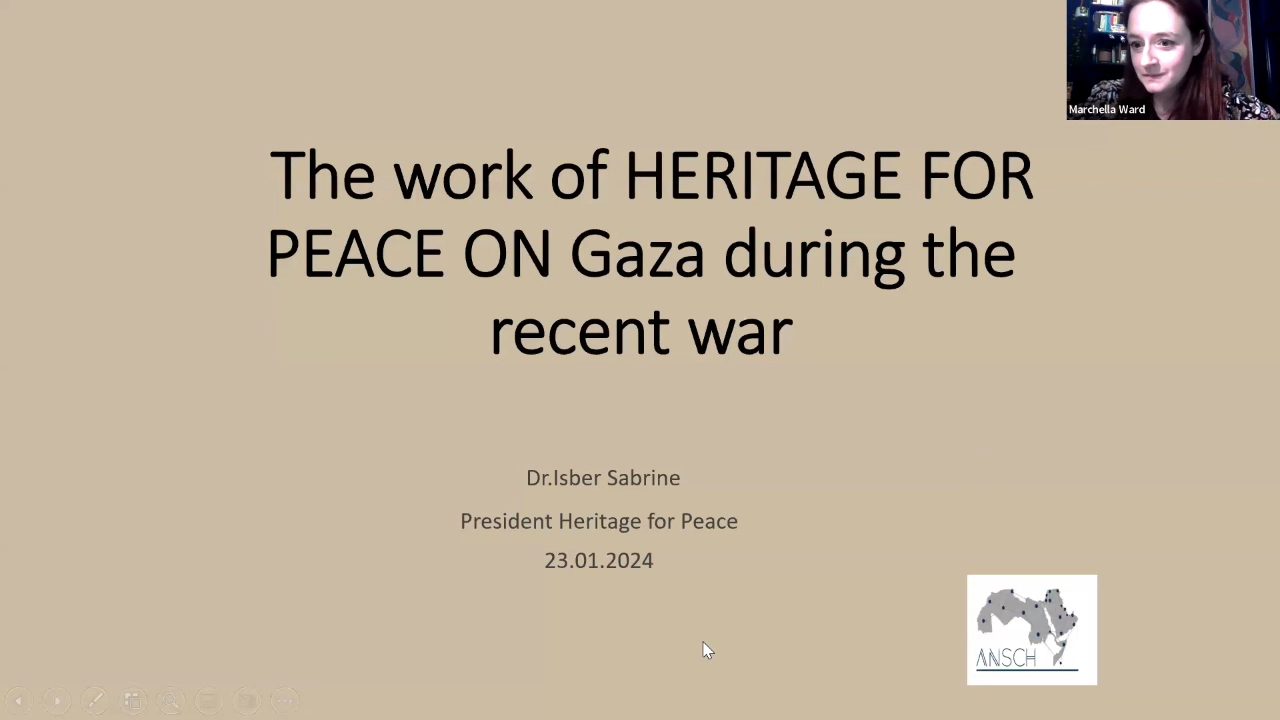 Marchella Ward
The work of HERITAGE FOR
PEACE ON Gaza during the
recent war
Dr.Isber Sabrine
President Heritage for Peace
23.01.2024
ANSCH